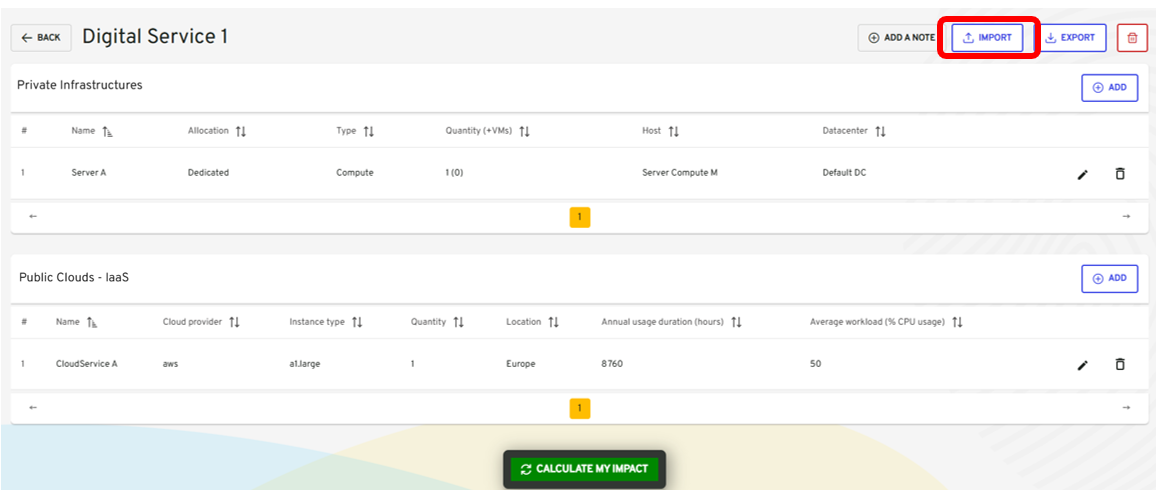 ← BACK Digital Service 1 ADD A NOTE IMPORT EXPORT
Private Infrastructures ADD
# Name Allocation Type Quantity (+VMs) Host Datacenter
1 Server A Dedicated Compute 1 (0) Server Compute M Default DC
← 1 →
Public Clouds - IaaS ADD
# Name Cloud provider Instance type Quantity Location Annual usage duration (hours) Average workload (% CPU usage)
1 CloudService A aws a1.large 1 Europe 8760 50
← 1 →
CALCULATE MY IMPACT